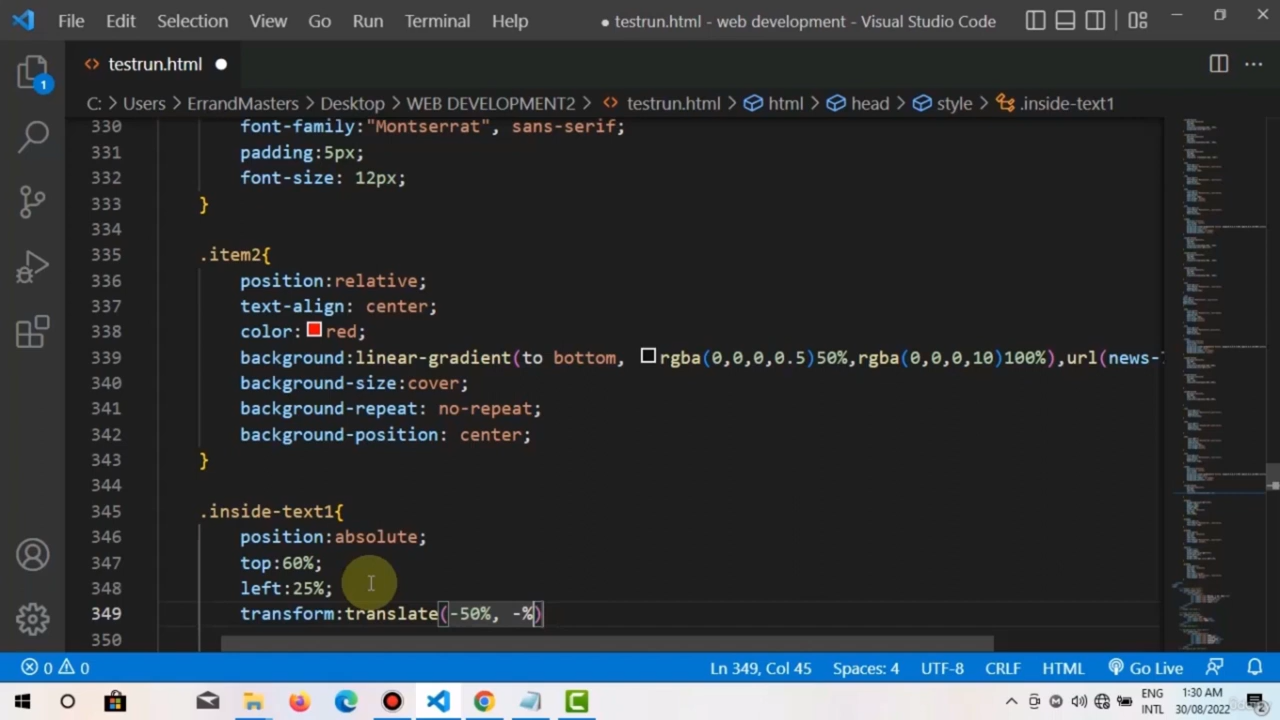 File Edit Selection View Go Run Terminal Help ● testrun.html - web development - Visual Studio Code
testrun.html
C: > Users > ErrandMasters > Desktop > WEB DEVELOPMENT2 > testrun.html > html > head > style > .inside-text1
330 font-family:"Montserrat", sans-serif;
331 padding:5px;
332 font-size: 12px;
333 }
334
335 .item2{
336 position:relative;
337 text-align: center;
338 color:red;
339 background:linear-gradient(to bottom, rgba(0,0,0,0.5)50%,rgba(0,0,0,10)100%),url(news-
340 background-size:cover;
341 background-repeat: no-repeat;
342 background-position: center;
343 }
344
345 .inside-text1{
346 position:absolute;
347 top:60%;
348 left:25%;
349 transform:translate(-50%, -%)
350
1
0 0 Ln 349, Col 45 Spaces: 4 UTF-8 CRLF HTML Go Live
ENG 1:30 AM
INTL 30/08/2022 2